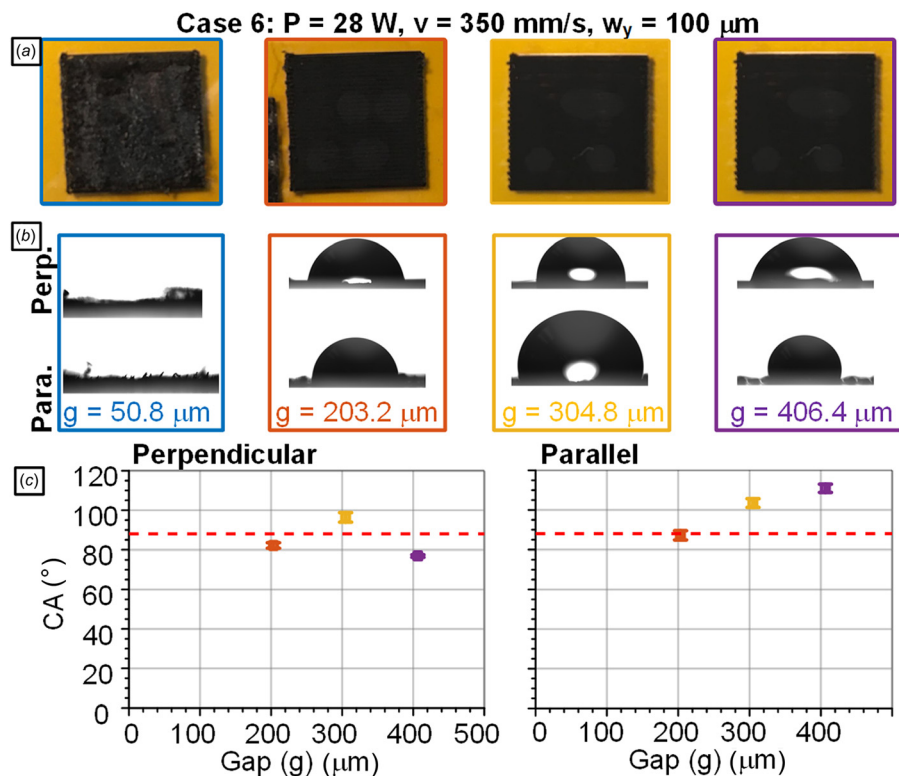 Case 6: P = 28 W, v = 350 mm/s, wy = 100 μm
(a)
(b)
Perp.
Para.
g = 50.8 μm
g = 203.2 μm
g = 304.8 μm
g = 406.4 μm
(c)
Perpendicular
Parallel
CA (°)
120
100
80
60
40
20
0
0 100 200 300 400 500
0 100 200 300 400
Gap (g) (μm)
Gap (g) (μm)